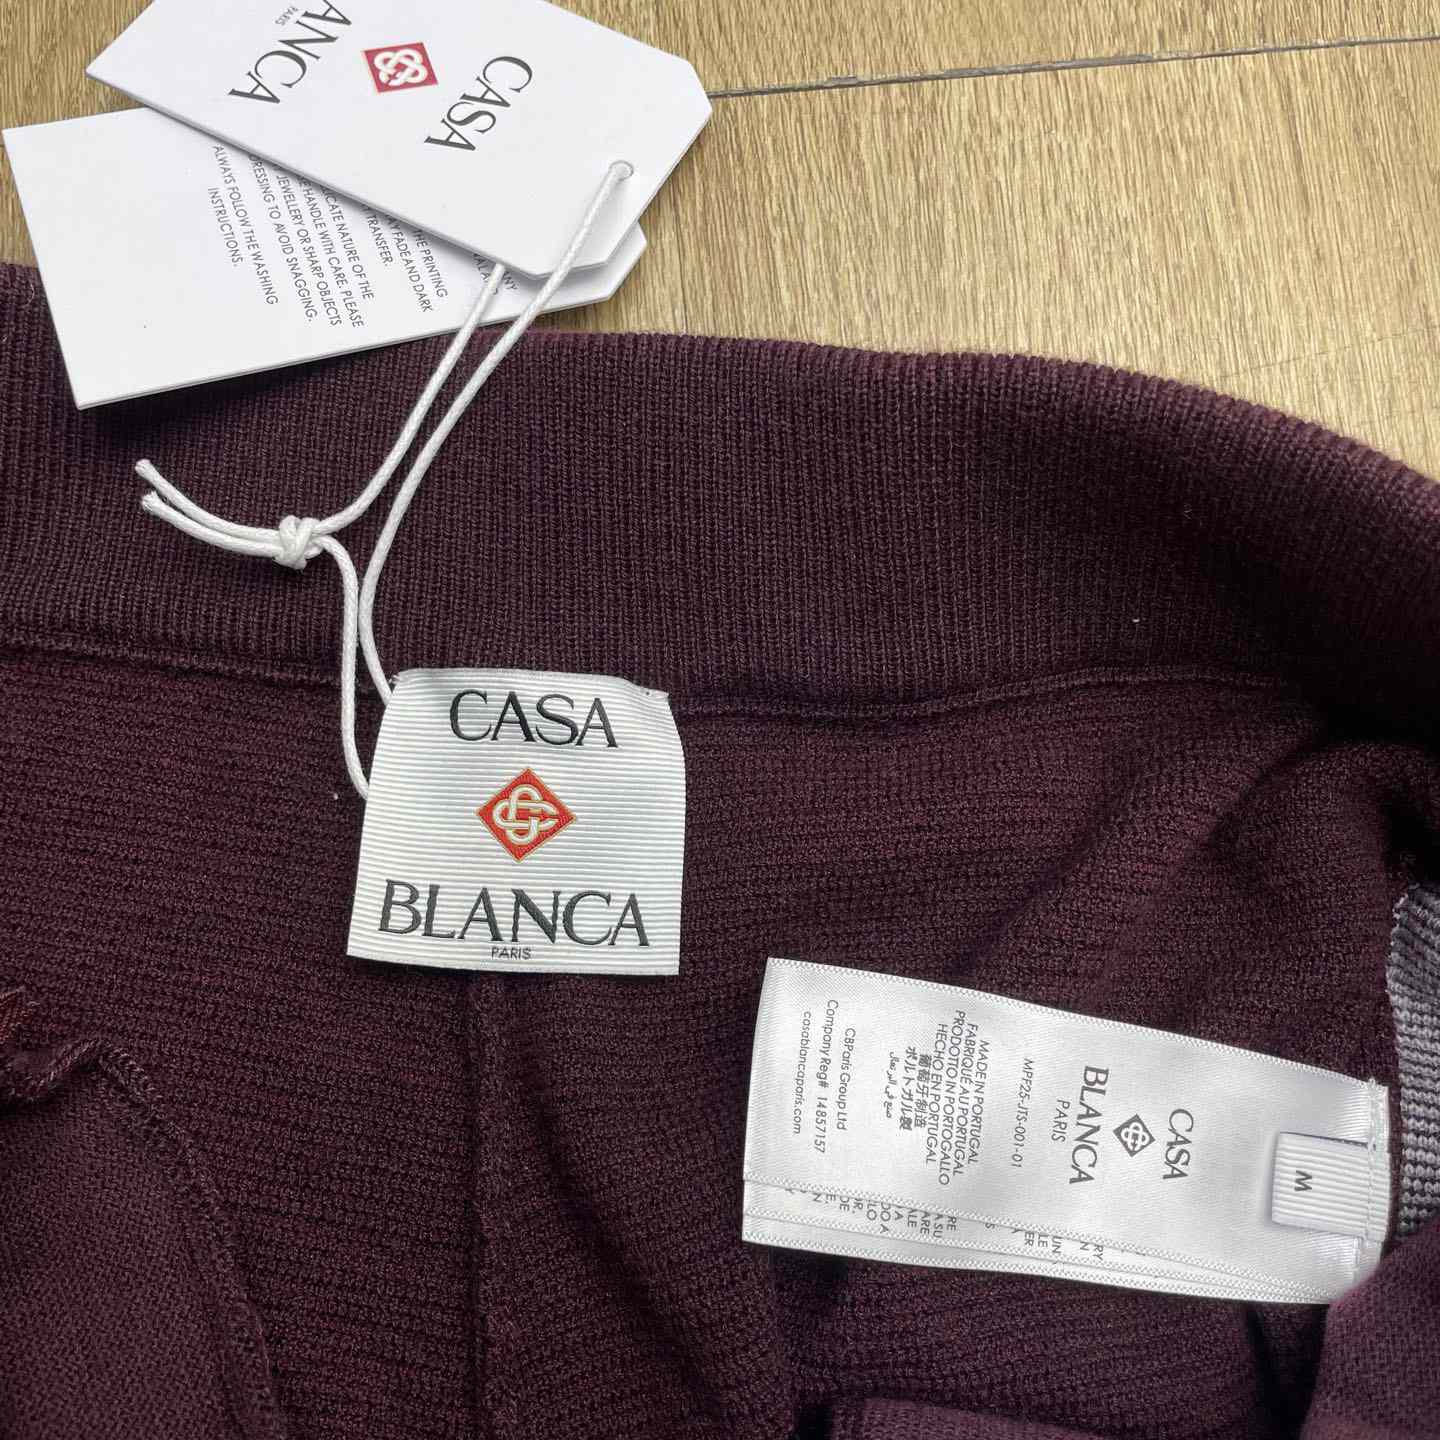 CASA
BLANCA
PARIS
ANCA
PARIS
CASA
THE PRINTING
FADE AND DARK
TRANSFER.
NATURE OF THE
HANDLE WITH CARE. PLEASE
JEWELLERY OR SHARP OBJECTS
DRESSING TO AVOID SNAGGING.
ALWAYS FOLLOW THE WASHING
INSTRUCTIONS.
M
CASA
BLANCA
PARIS
MPF25-JTS-001-01
MADE IN PORTUGAL
FABRIQUÉ AU PORTUGAL
PRODOTTO IN PORTOGALLO
HECHO EN PORTUGAL
葡萄牙制造
ポルトガル製
صنع في البرتغال
CBParis Group Ltd
Company Reg# 14857157
casablancaparis.com